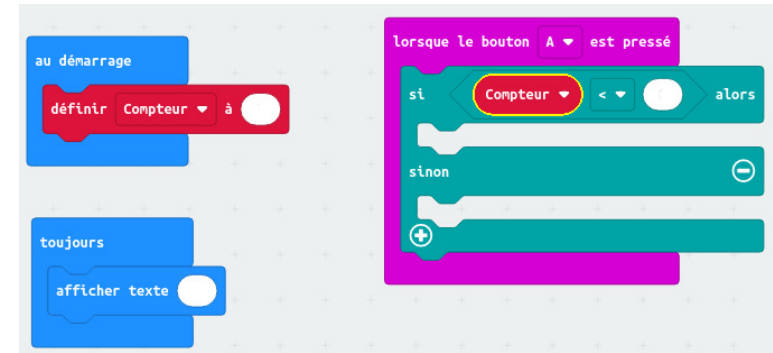 au démarrage
définir Compteur à
toujours
afficher texte
lorsque le bouton A est pressé
si Compteur < alors
sinon